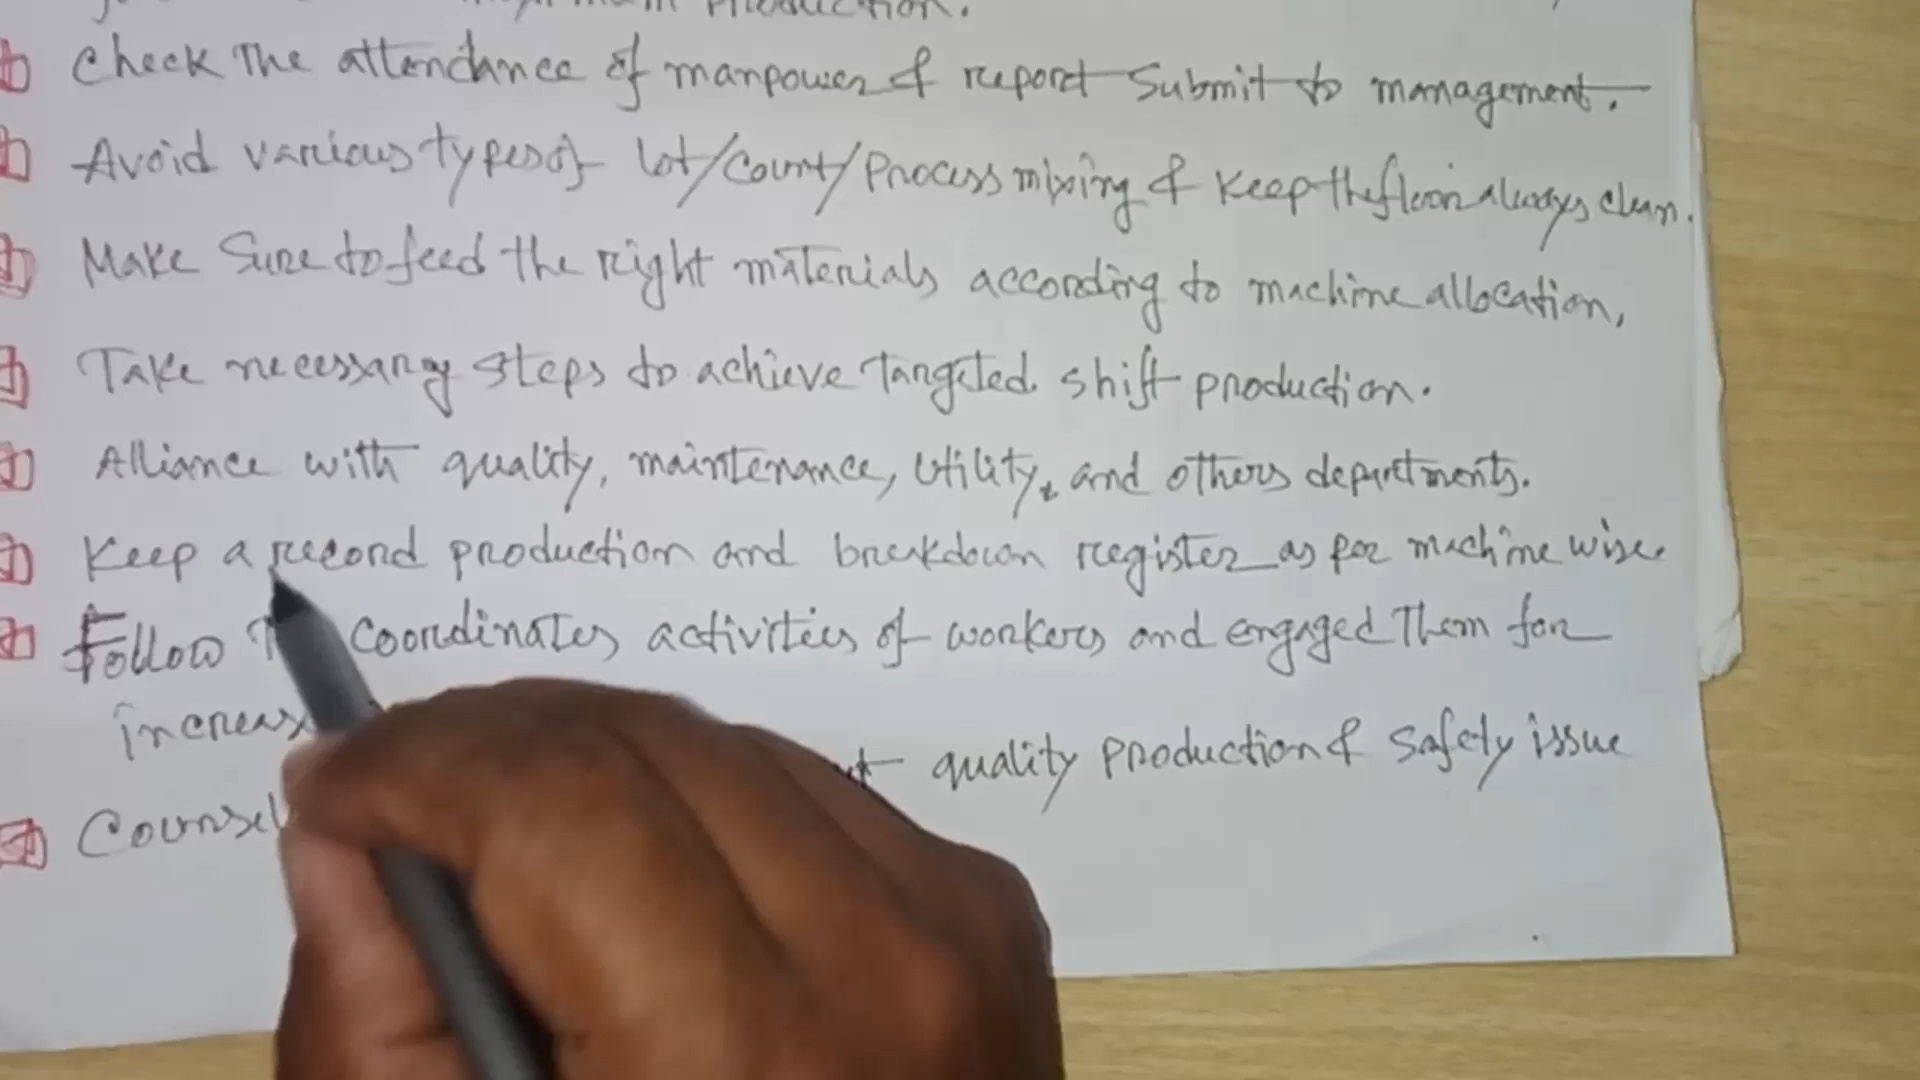 production.
Check The attendance of manpower & report Submit to management.
Avoid various types of lot/count/process mixing & Keep the floor always clean.
Make Sure to feed the right materials according to machine allocation,
Take necessary steps to achieve targeted shift production.
Alliance with quality, maintenance, Utility, and others departments.
Keep a record production and breakdown register as per machine wise.
Follow coordinates activities of workers and engaged Them for
increas
quality production & Safety issue
Counsel